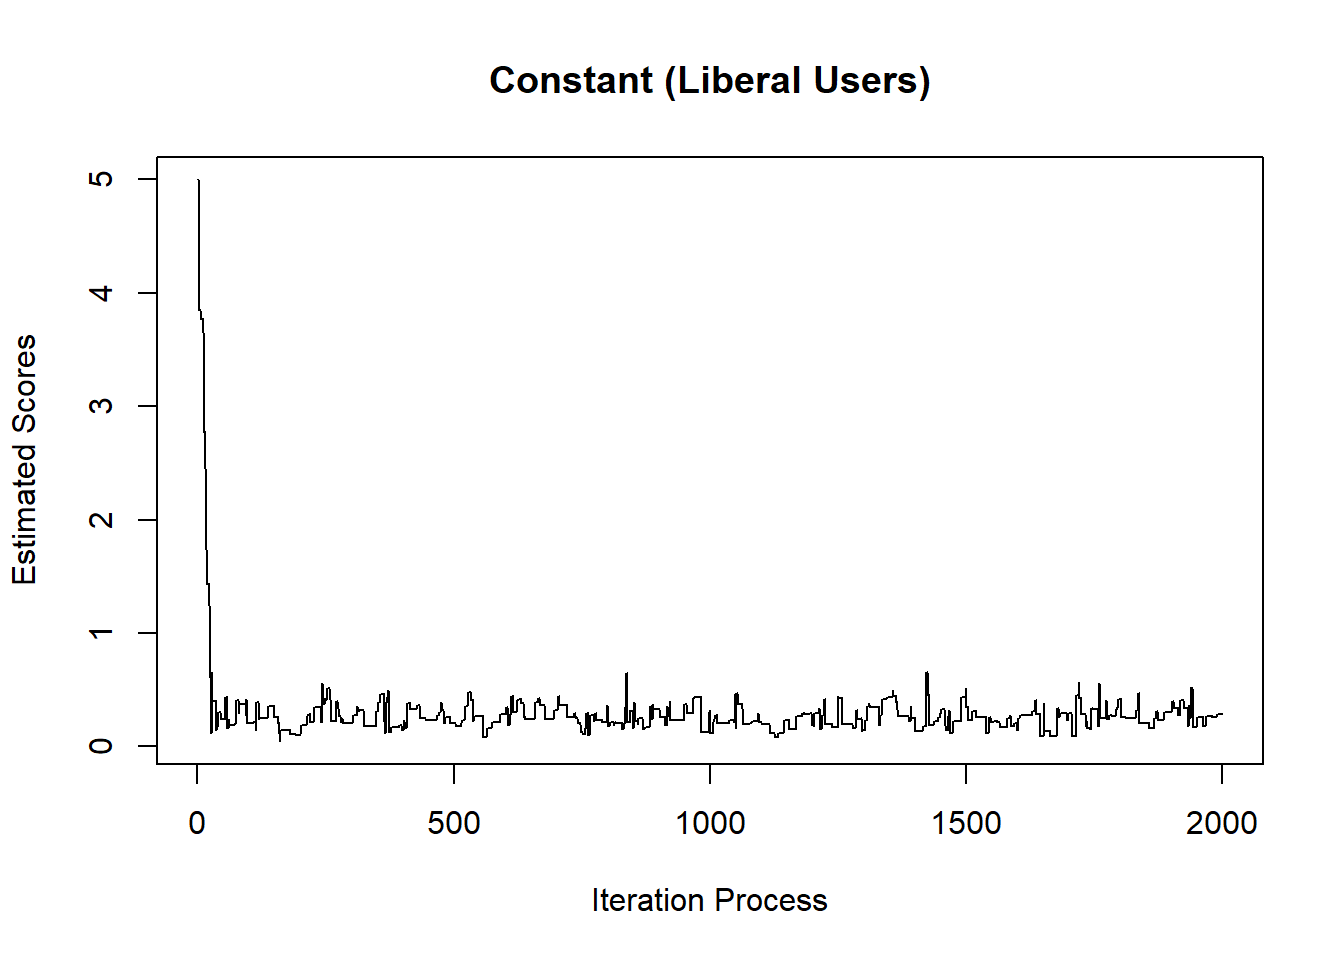 Constant (Liberal Users)
Estimated Scores
5
4
3
2
1
0
0 500 1000 1500 2000
Iteration Process